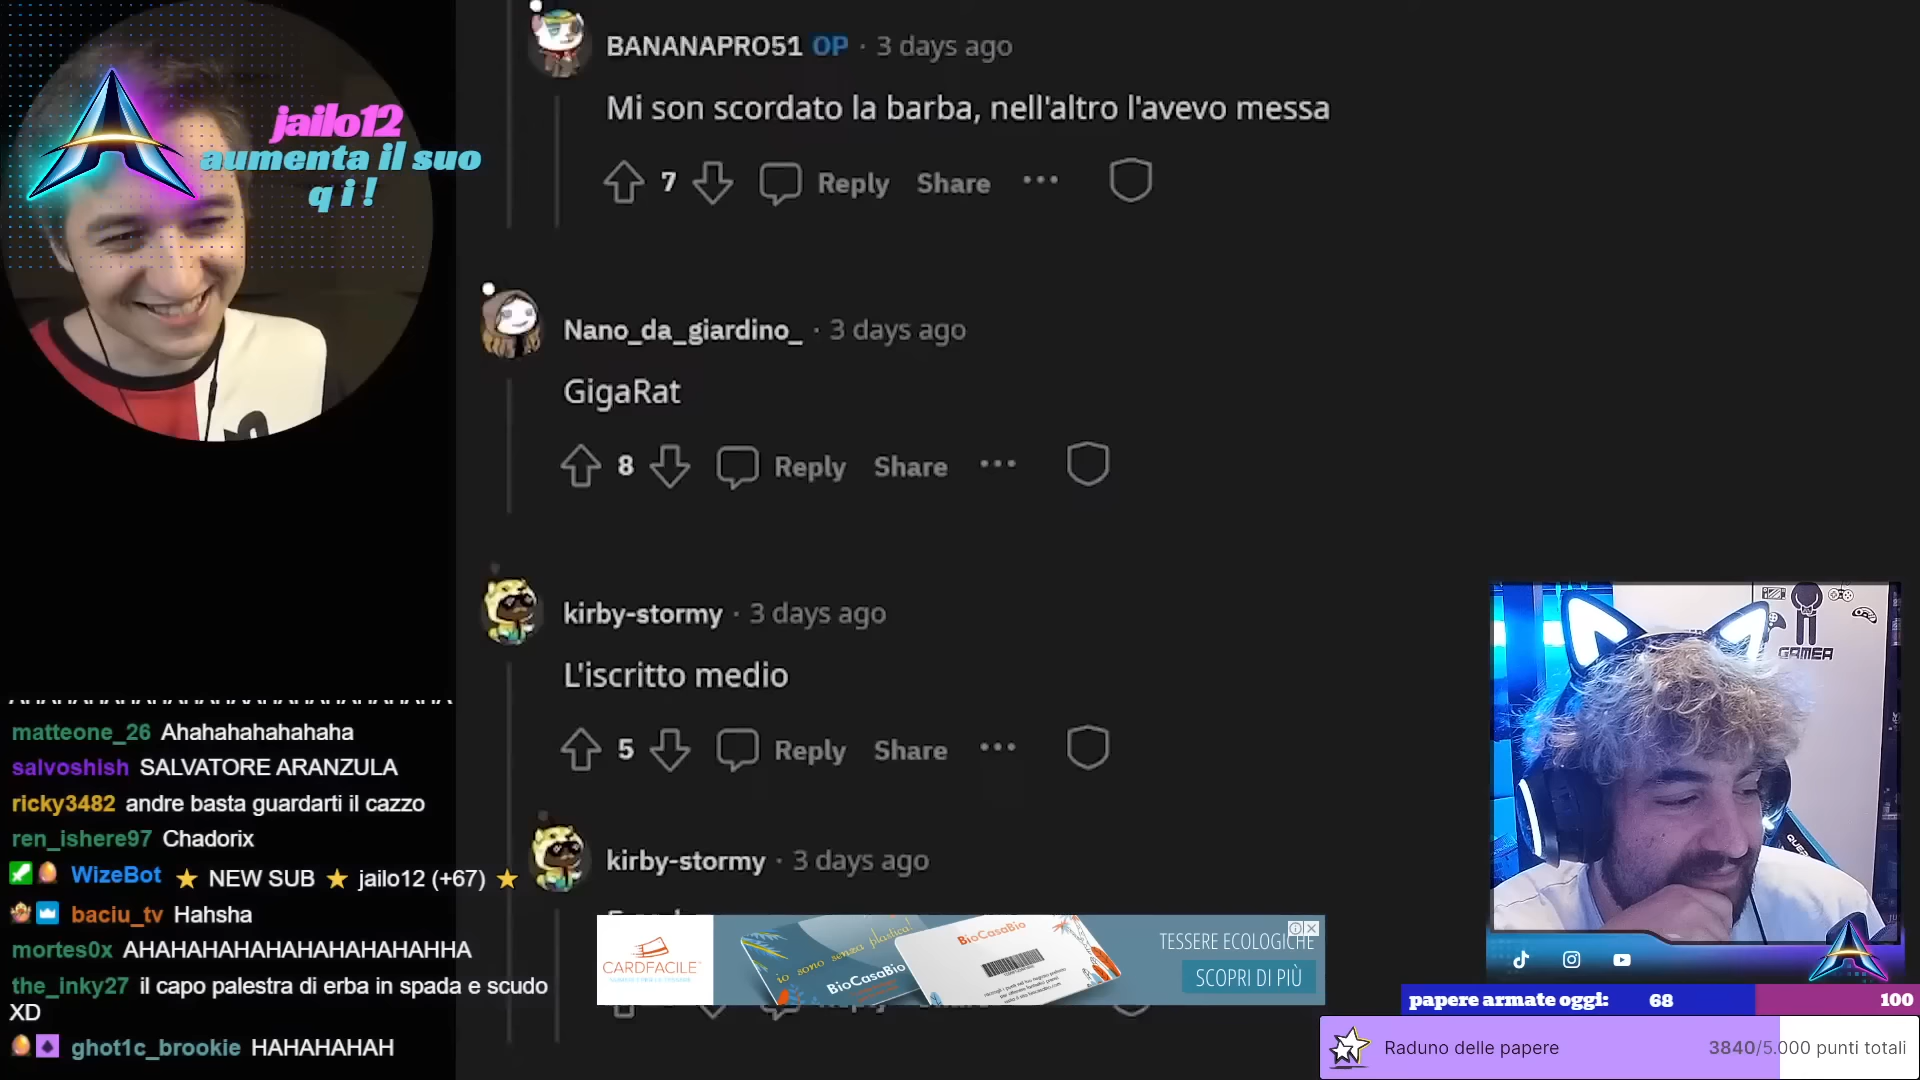 BANANAPRO51 OP · 3 days ago
Mi son scordato la barba, nell'altro l'avevo messa
7 Reply Share ···
jailo12
aumenta il suo
q i !
Nano_da_giardino_ · 3 days ago
GigaRat
8 Reply Share ···
kirby-stormy · 3 days ago
L'iscritto medio
5 Reply Share ···
kirby-stormy · 3 days ago
matteone_26 Ahahahahahahaha
salvoshish SALVATORE ARANZULA
ricky3482 andre basta guardarti il cazzo
ren_ishere97 Chadorix
WizeBot ★ NEW SUB ★ jailo12 (+67) ★
baciu_tv Hahsha
mortes0x AHAHAHAHAHAHAHAHAHAHHA
the_inky27 il capo palestra di erba in spada e scudo
XD
ghot1c_brookie HAHAHAHAH
CARDFACILE
io sono senza plastica!
BioCasaBio
BioCasaBio
TESSERE ECOLOGICHE
SCOPRI DI PIÙ
GAMER
papere armate oggi: 68 100
Raduno delle papere 3840/5.000 punti totali